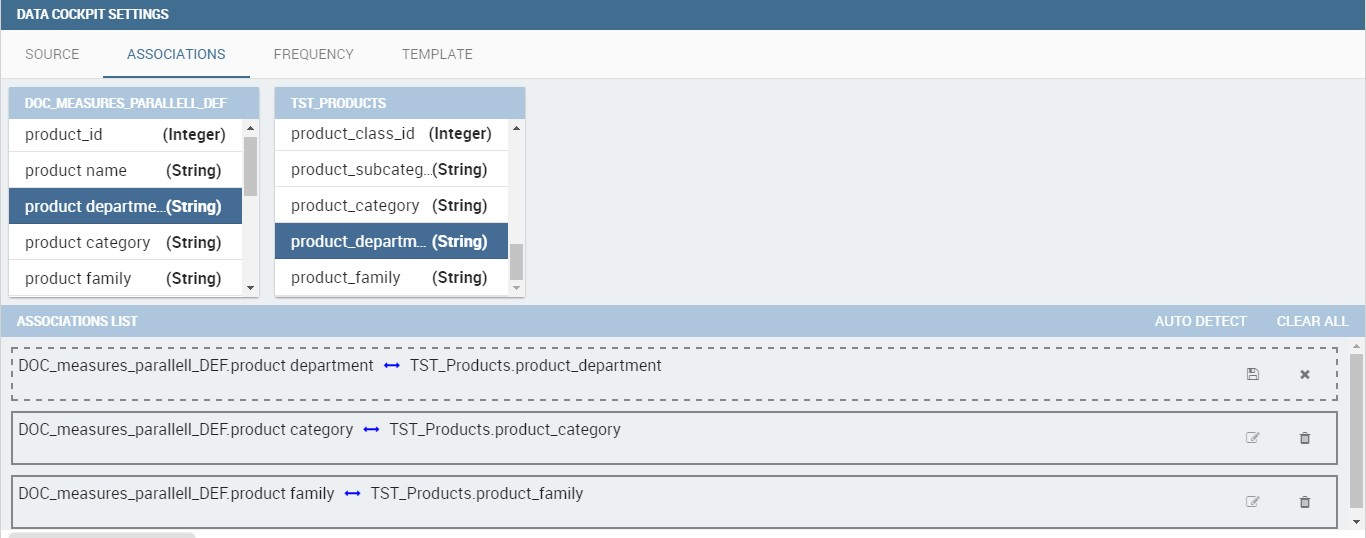 DATA COCKPIT SETTINGS
SOURCE ASSOCIATIONS FREQUENCY TEMPLATE
DOC_MEASURES_PARALLELL_DEF
product_id (Integer)
product name (String)
product departme...(String)
product category (String)
product family (String)
TST_PRODUCTS
product_class_id (Integer)
product_subcateg...(String)
product_category (String)
product_departm... (String)
product_family (String)
ASSOCIATIONS LIST AUTO DETECT CLEAR ALL
DOC_measures_parallell_DEF.product department ↔ TST_Products.product_department
DOC_measures_parallell_DEF.product category ↔ TST_Products.product_category
DOC_measures_parallell_DEF.product family ↔ TST_Products.product_family